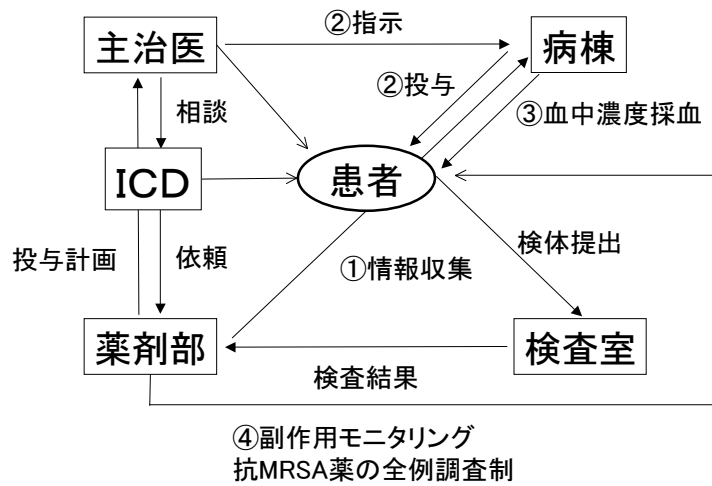 ②指示
主治医
病棟
②投与
③血中濃度採血
相談
ICD
患者
検体提出
投与計画
依頼
①情報収集
薬剤部
検査室
検査結果
④副作用モニタリング
抗MRSA薬の全例調査制